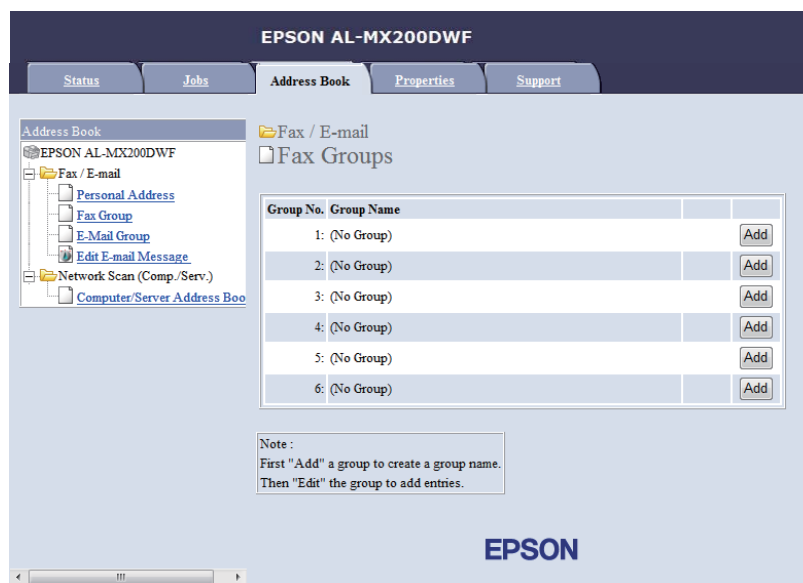 EPSON AL-MX200DWF
Status Jobs Address Book Properties Support
Address Book
EPSON AL-MX200DWF
Fax / E-mail
Personal Address
Fax Group
E-Mail Group
Edit E-mail Message
Network Scan (Comp./Serv.)
Computer/Server Address Boo
Fax / E-mail
Fax Groups
Group No. Group Name
1: (No Group) Add
2: (No Group) Add
3: (No Group) Add
4: (No Group) Add
5: (No Group) Add
6: (No Group) Add
Note :
First "Add" a group to create a group name.
Then "Edit" the group to add entries.
EPSON